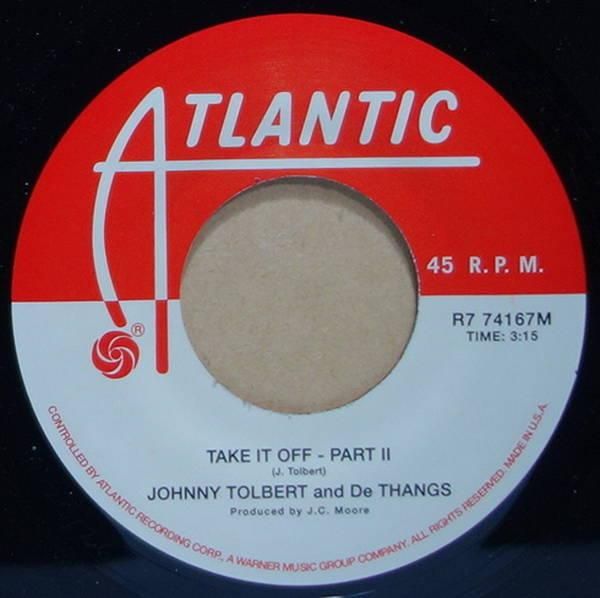 ATLANTIC
45 R.P.M.
®
R7 74167M
TIME: 3:15
TAKE IT OFF - PART II
(J. Tolbert)
JOHNNY TOLBERT and De THANGS
Produced by J.C. Moore
CONTROLLED BY ATLANTIC RECORDING CORP., A WARNER MUSIC GROUP COMPANY. ALL RIGHTS RESERVED. MADE IN U.S.A.